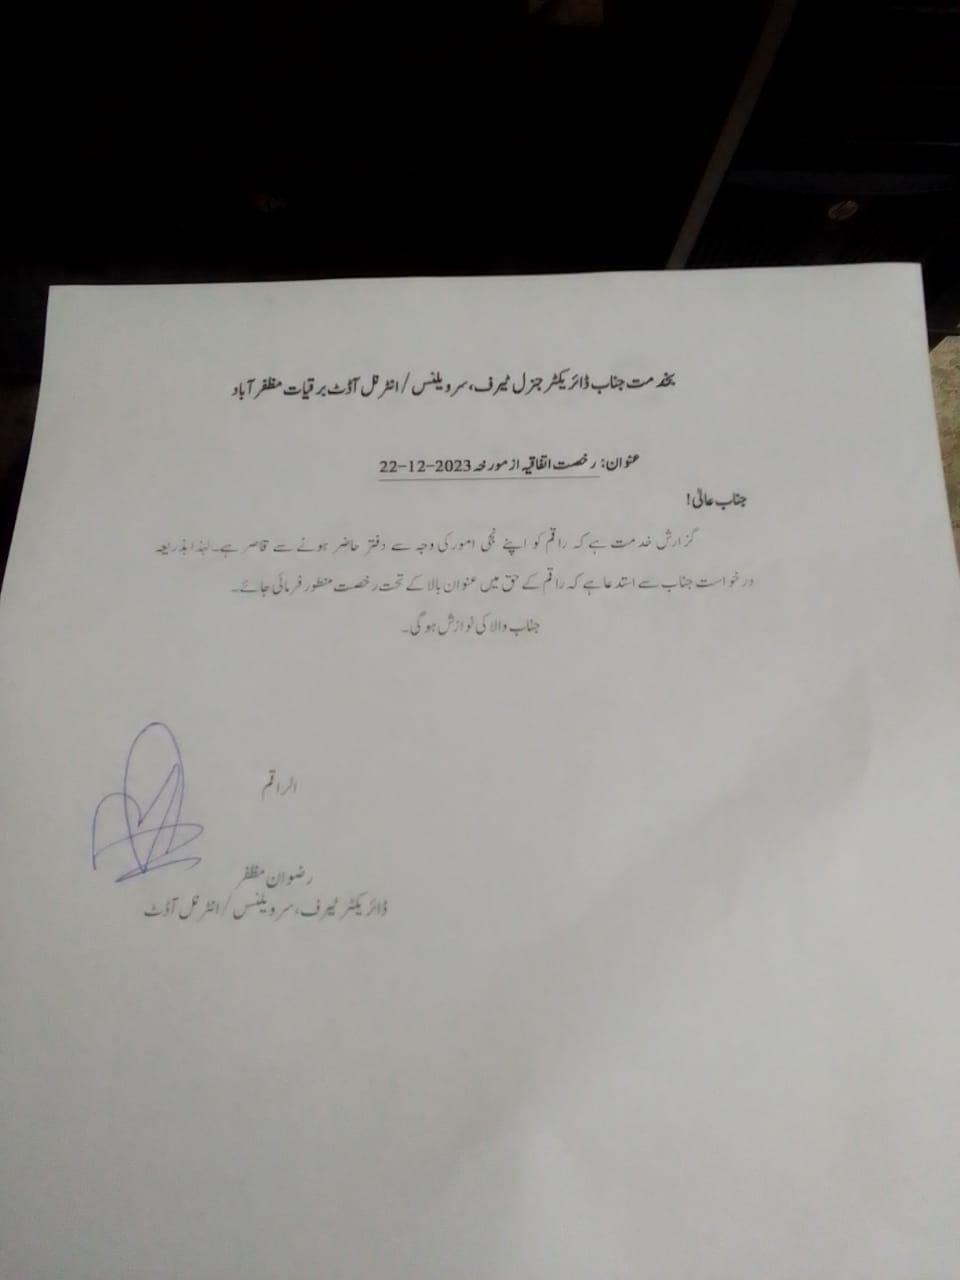 بخدمت جناب ڈائریکٹر جنرل ٹیرف، سرویلنس/انٹرنل آڈٹ برقیات مظفرآباد
عنوان: رخصت اتفاقیہ از مورخہ 2023-12-22
جناب عالیٰ!
گزارش خدمت ہے کہ راقم کو اپنے نجی امور کی وجہ سے دفتر حاضر ہونے سے قاصر ہے۔ لہٰذا بذریعہ
درخواست جناب سے استدعا ہے کہ راقم کے حق میں عنوان بالا کے تحت رخصت منظور فرمائی جائے۔
جناب والا کی نوازش ہوگی۔
الراقم
رضوان مظفر
ڈائریکٹر ٹیرف، سرویلنس/انٹرنل آڈٹ